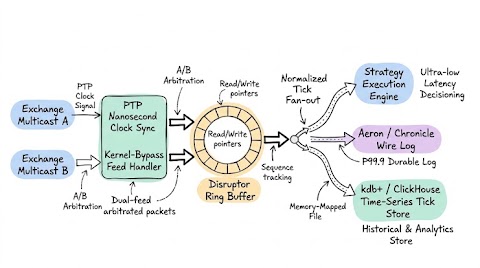 Exchange
Multicast A
Exchange
Multicast B
PTP
Clock
Signal
A/B
Arbitration
PTP
Nanosecond
Clock Sync
Kernel-Bypass
Feed Handler
Dual-feed
arbitrated packets
A/B
Arbitration
Read/Write
pointers
Read/Write
pointers
Disruptor
Ring Buffer
Sequence
tracking
Normalized
Tick
Fan-out
Memory-Mapped
File
Strategy
Execution
Engine
Ultra-low
Latency
Decisioning
Aeron / Chronicle
Wire Log
P99.9 Durable Log
kdb+ / ClickHouse
Time-Series Tick
Store
Historical & Analytics
Store